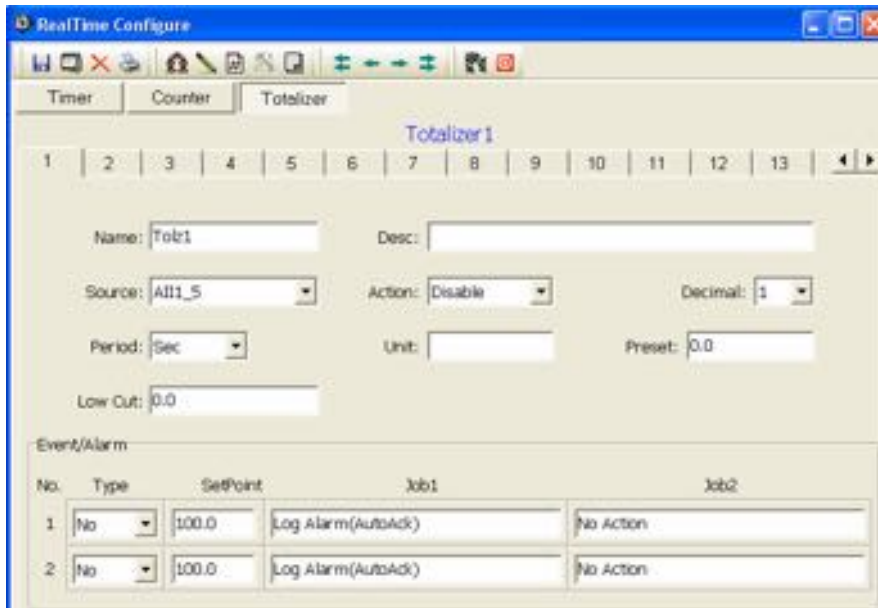 RealTime Configure
Timer Counter Totalizer
Totalizer1
1 2 3 4 5 6 7 8 9 10 11 12 13
Name: Tolz1 Desc:
Source: AII1_5 Action: Disable Decimal: 1
Period: Sec Unit: Preset: 0.0
Low Cut: 0.0
Event/Alarm
No. Type SetPoint Job1 Job2
1 No 100.0 Log Alarm(AutoAck) No Action
2 No 100.0 Log Alarm(AutoAck) No Action